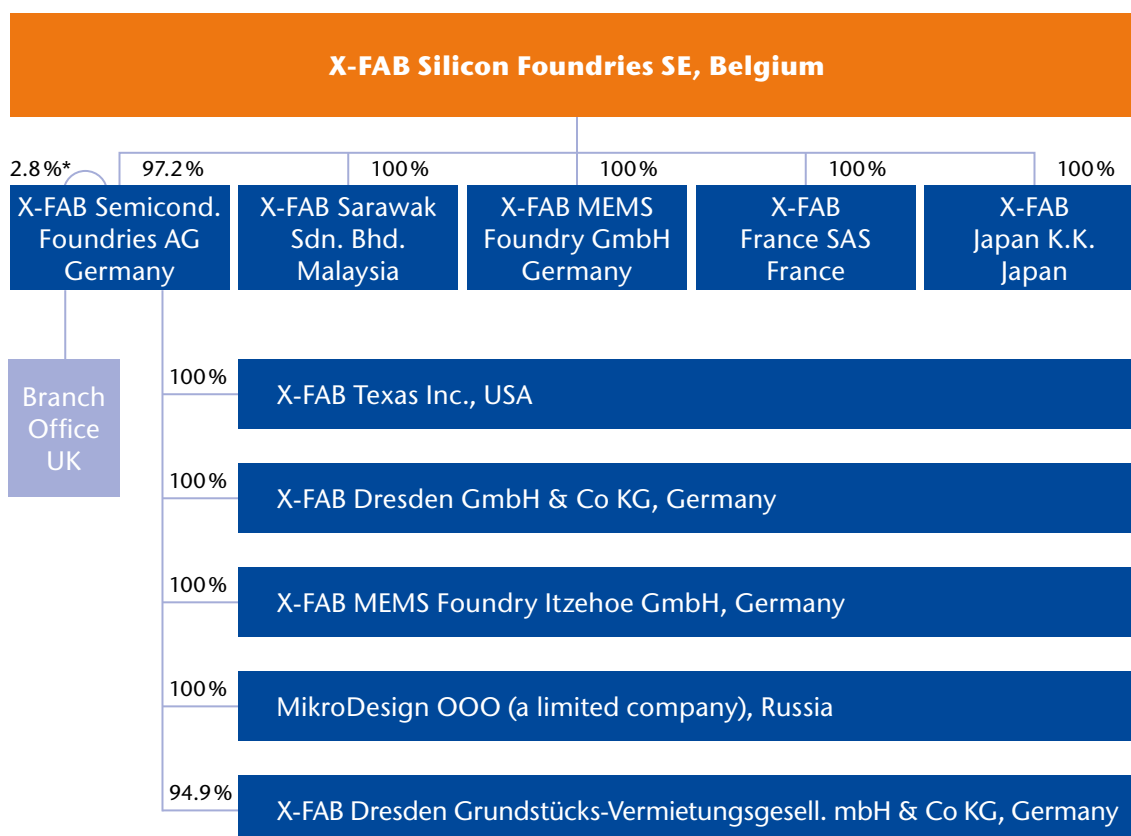 X-FAB Silicon Foundries SE, Belgium
2.8 %*
97.2 %
100 %
100 %
100 %
100 %
X-FAB Semicond.
Foundries AG
Germany
X-FAB Sarawak
Sdn. Bhd.
Malaysia
X-FAB MEMS
Foundry GmbH
Germany
X-FAB
France SAS
France
X-FAB
Japan K.K.
Japan
Branch
Office
UK
100 %
X-FAB Texas Inc., USA
100 %
X-FAB Dresden GmbH & Co KG, Germany
100 %
X-FAB MEMS Foundry Itzehoe GmbH, Germany
100 %
MikroDesign OOO (a limited company), Russia
94.9 %
X-FAB Dresden Grundstücks-Vermietungsgesell. mbH & Co KG, Germany